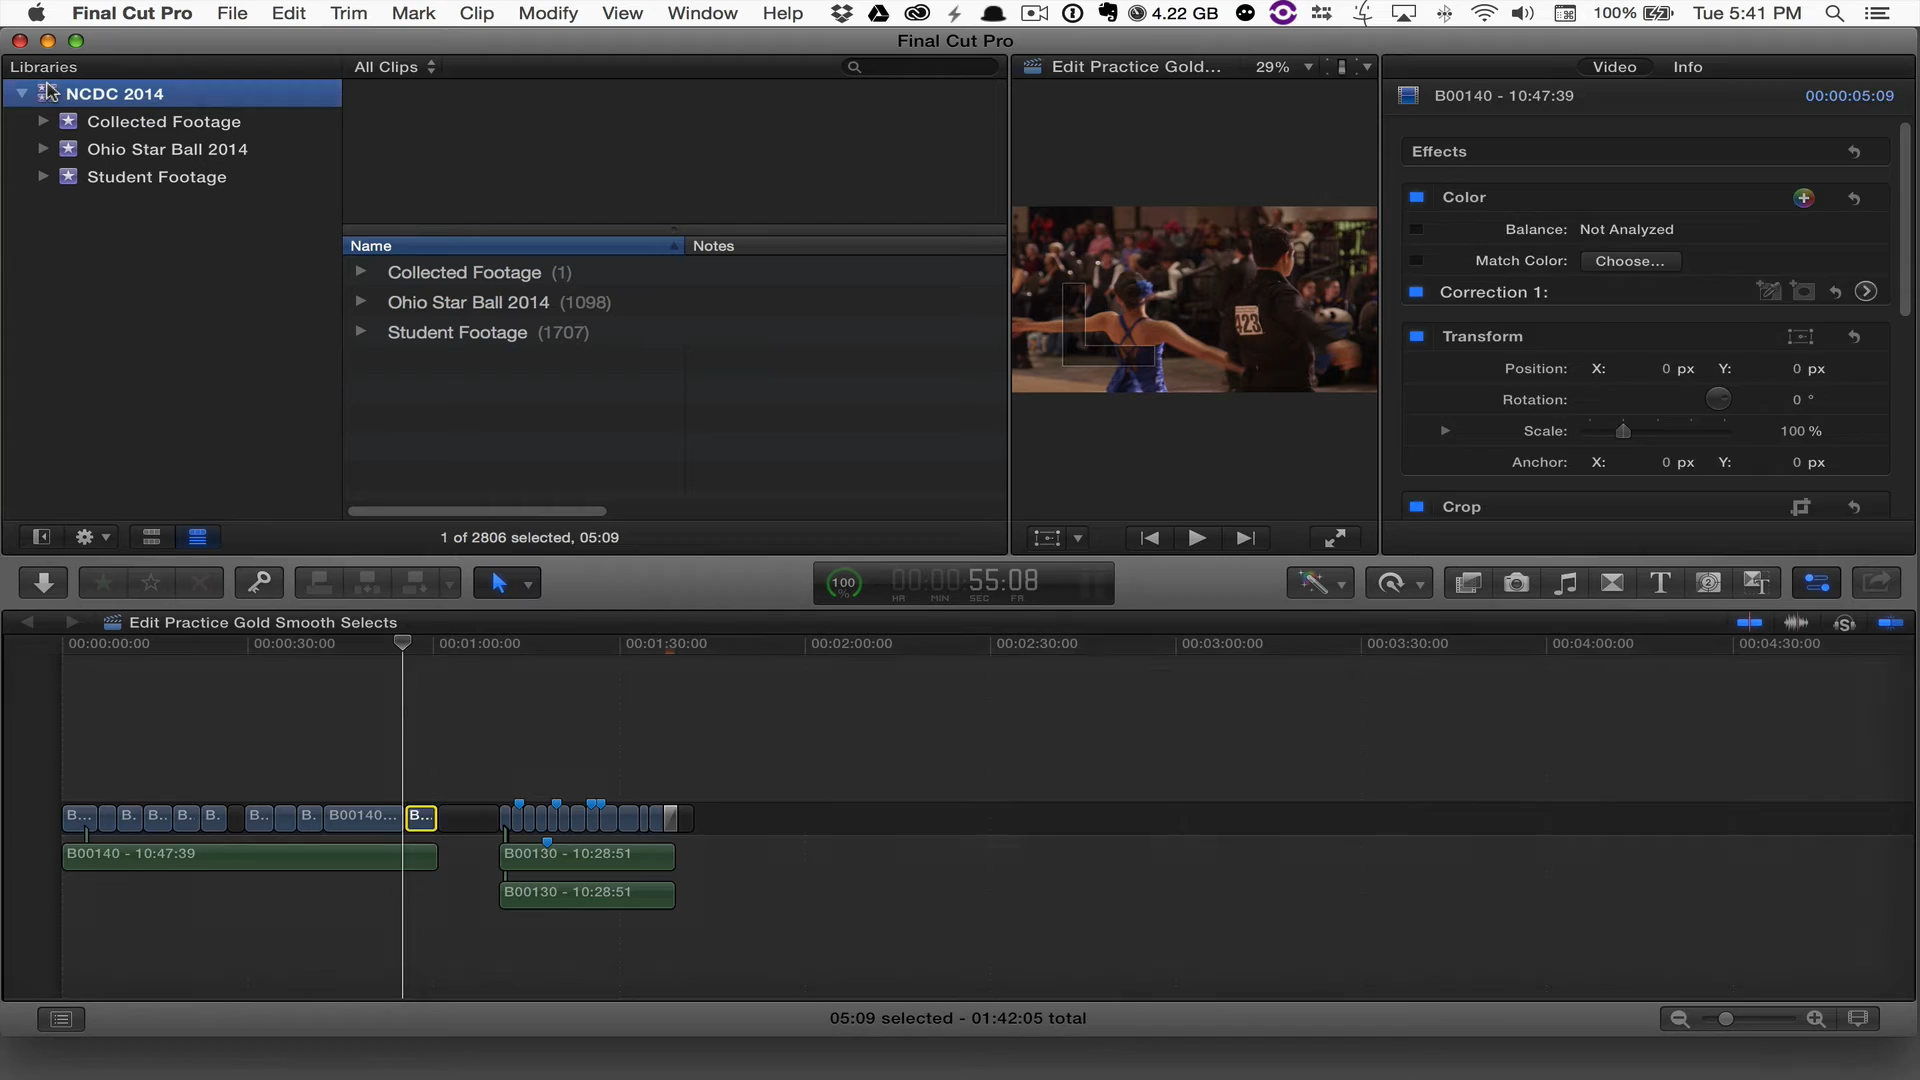 Final Cut Pro File Edit Trim Mark Clip Modify View Window Help 4.22 GB 100% Tue 5:41 PM
Final Cut Pro
Libraries All Clips Edit Practice Gold... 29% Video Info
NCDC 2014
B00140 - 10:47:39 00:00:05:09
Collected Footage
Ohio Star Ball 2014
Student Footage
Name Notes
Collected Footage (1)
Ohio Star Ball 2014 (1098)
Student Footage (1707)
423
Effects
Color
Balance: Not Analyzed
Match Color: Choose...
Correction 1:
Transform
Position: X: 0 px Y: 0 px
Rotation: 0 °
Scale: 100 %
Anchor: X: 0 px Y: 0 px
Crop
1 of 2806 selected, 05:09
100 % 00:00:55:08
HR MIN SEC FR
Edit Practice Gold Smooth Selects
00:00:00:00 00:00:30:00 00:01:00:00 00:01:30:00 00:02:00:00 00:02:30:00 00:03:00:00 00:03:30:00 00:04:00:00 00:04:30:00
B... B. B.. B. B. B.. B. B00140... B...
B00140 - 10:47:39 B00130 - 10:28:51
B00130 - 10:28:51
05:09 selected - 01:42:05 total